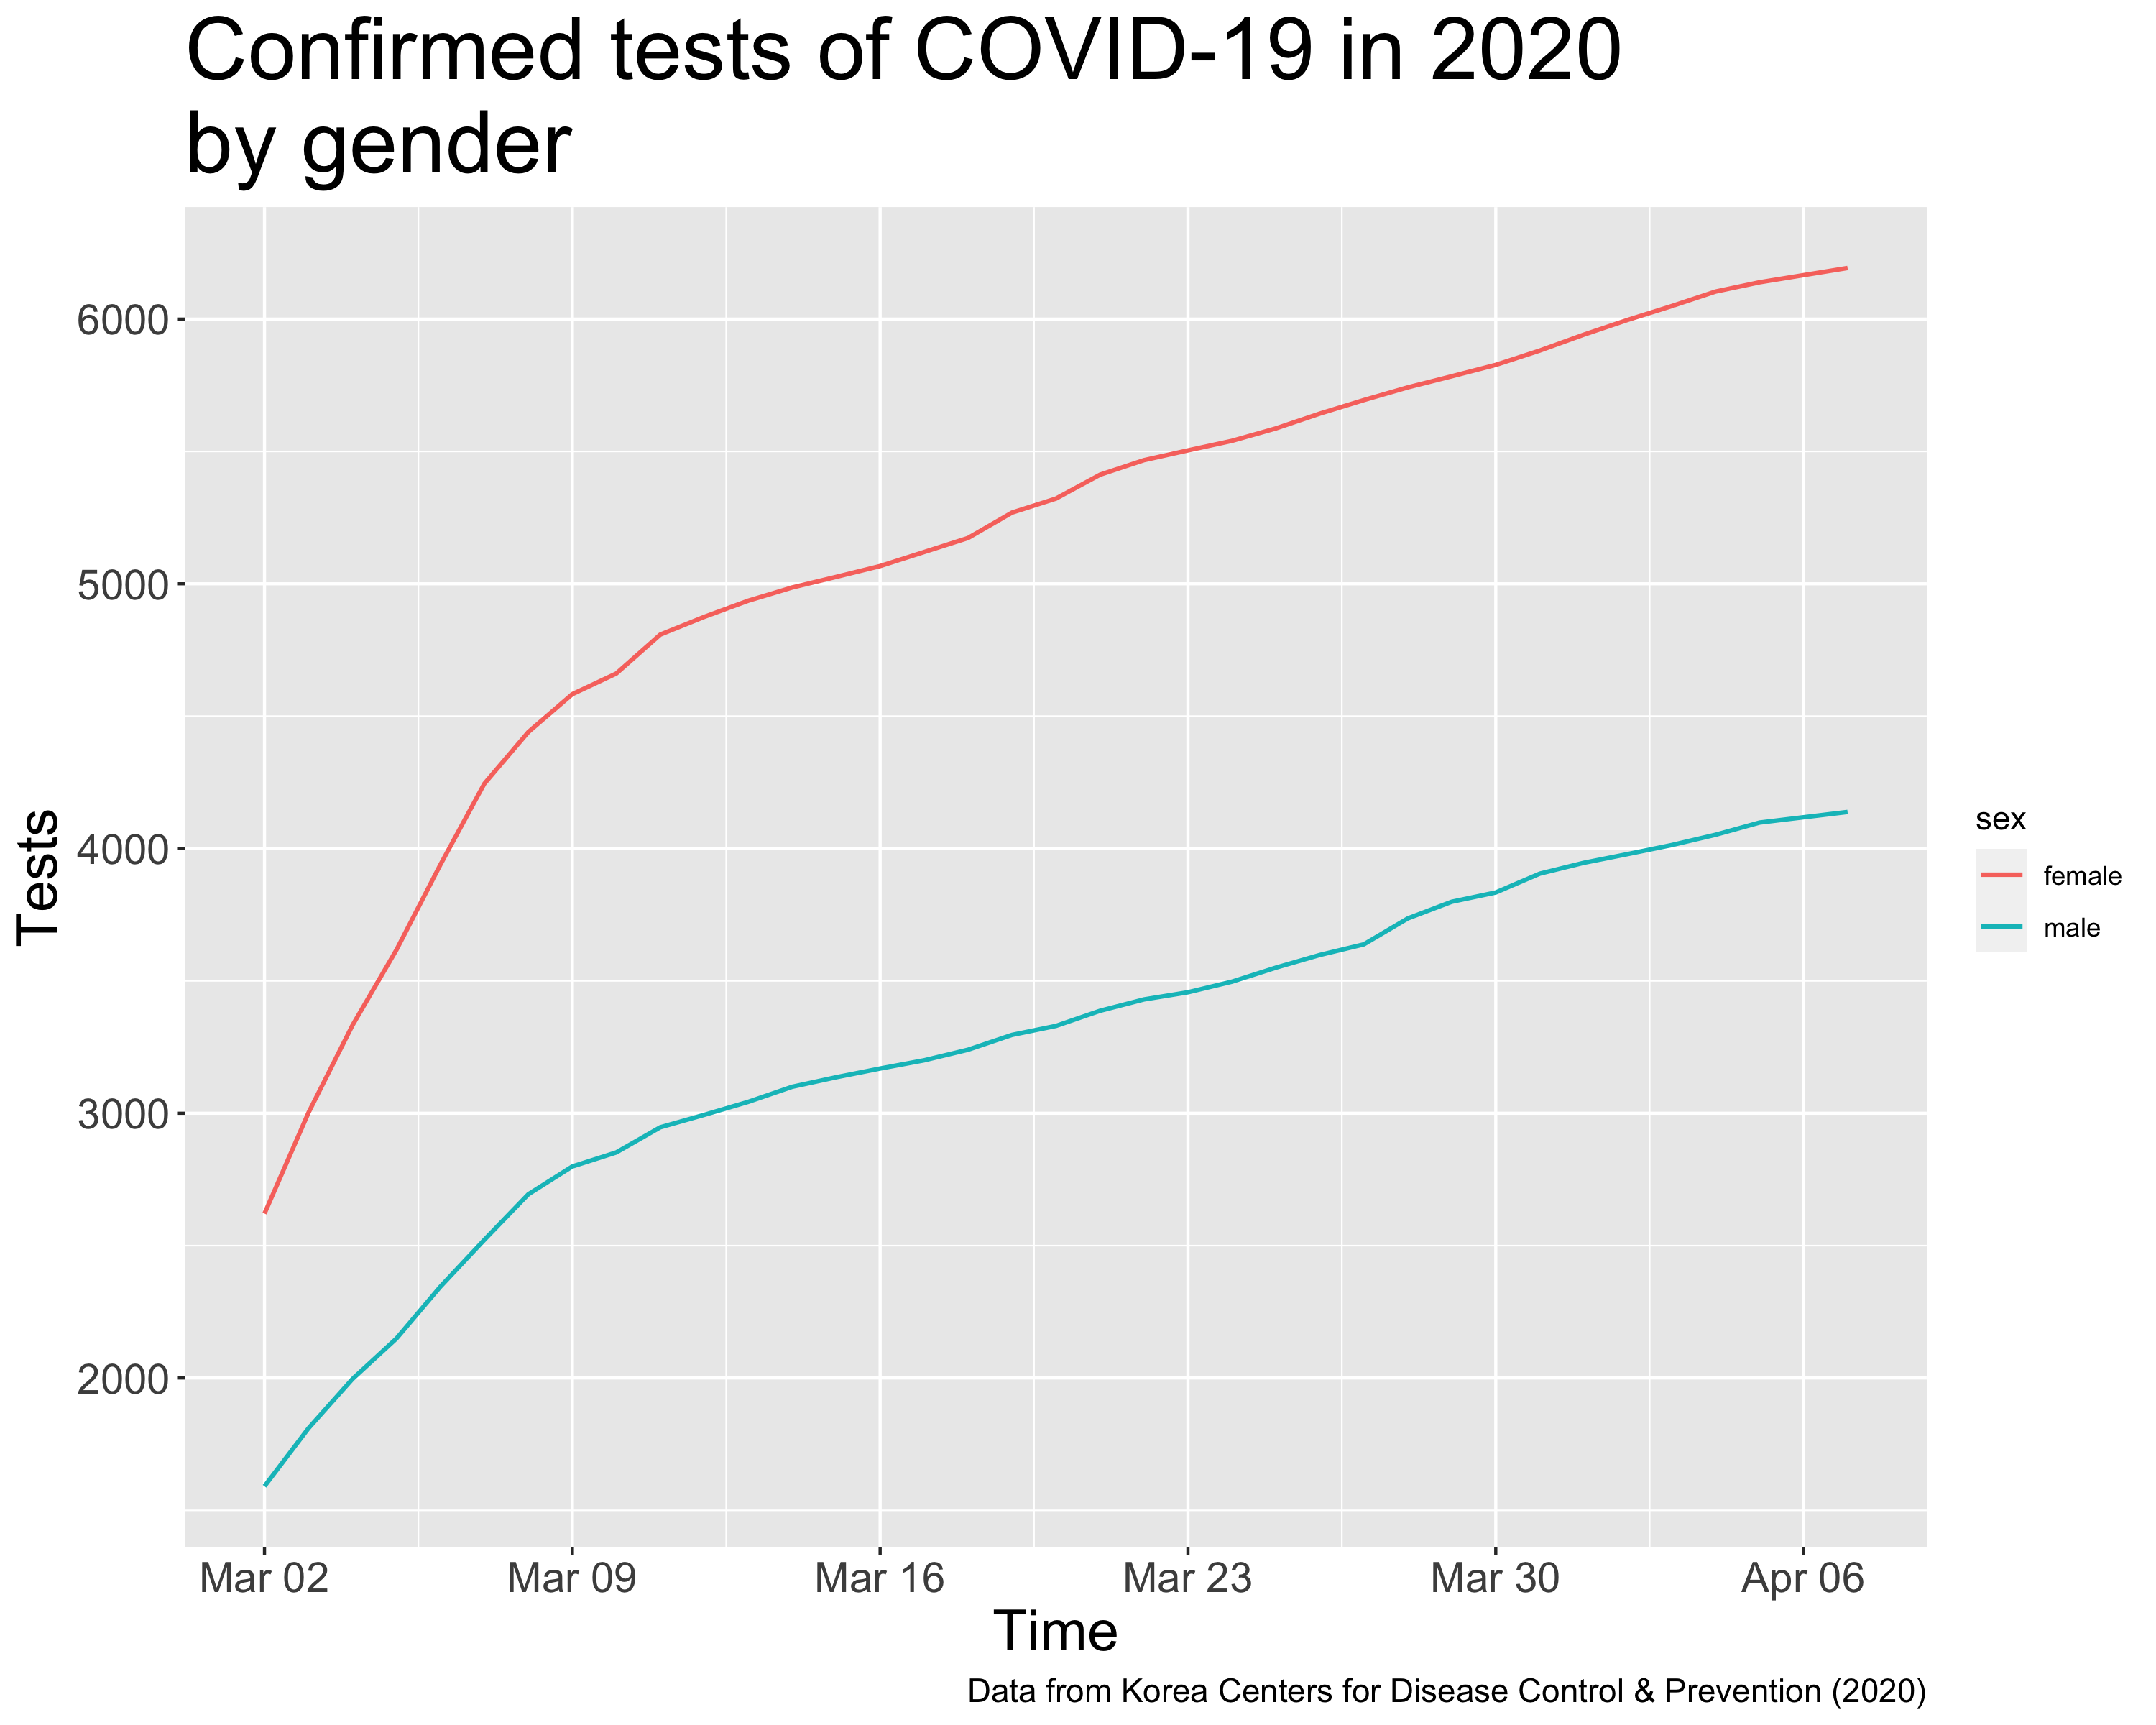 Confirmed tests of COVID-19 in 2020
by gender
6000
5000
4000
3000
2000
Tests
Mar 02
Mar 09
Mar 16
Mar 23
Mar 30
Apr 06
Time
sex
female
male
Data from Korea Centers for Disease Control & Prevention (2020)